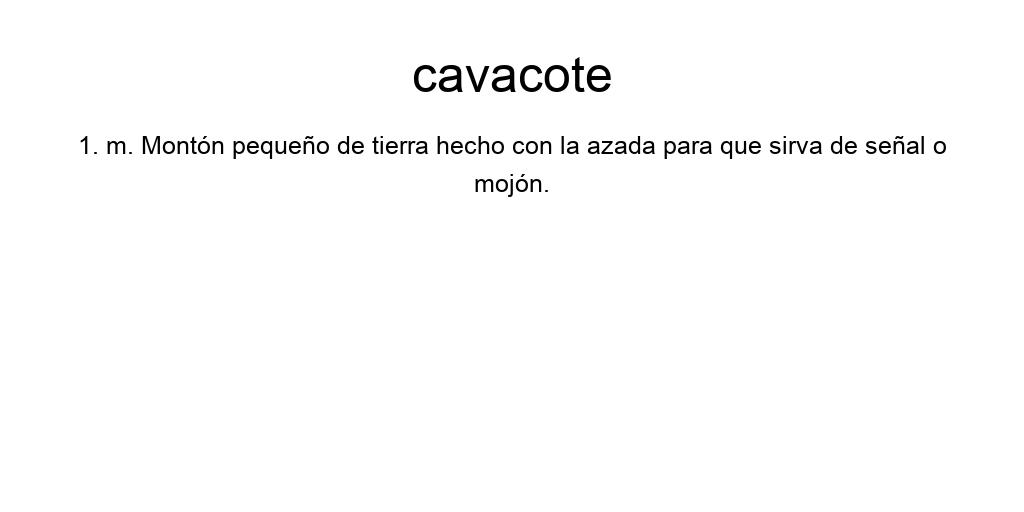 cavacote
1. m. Montón pequeño de tierra hecho con la azada para que sirva de señal o
mojón.